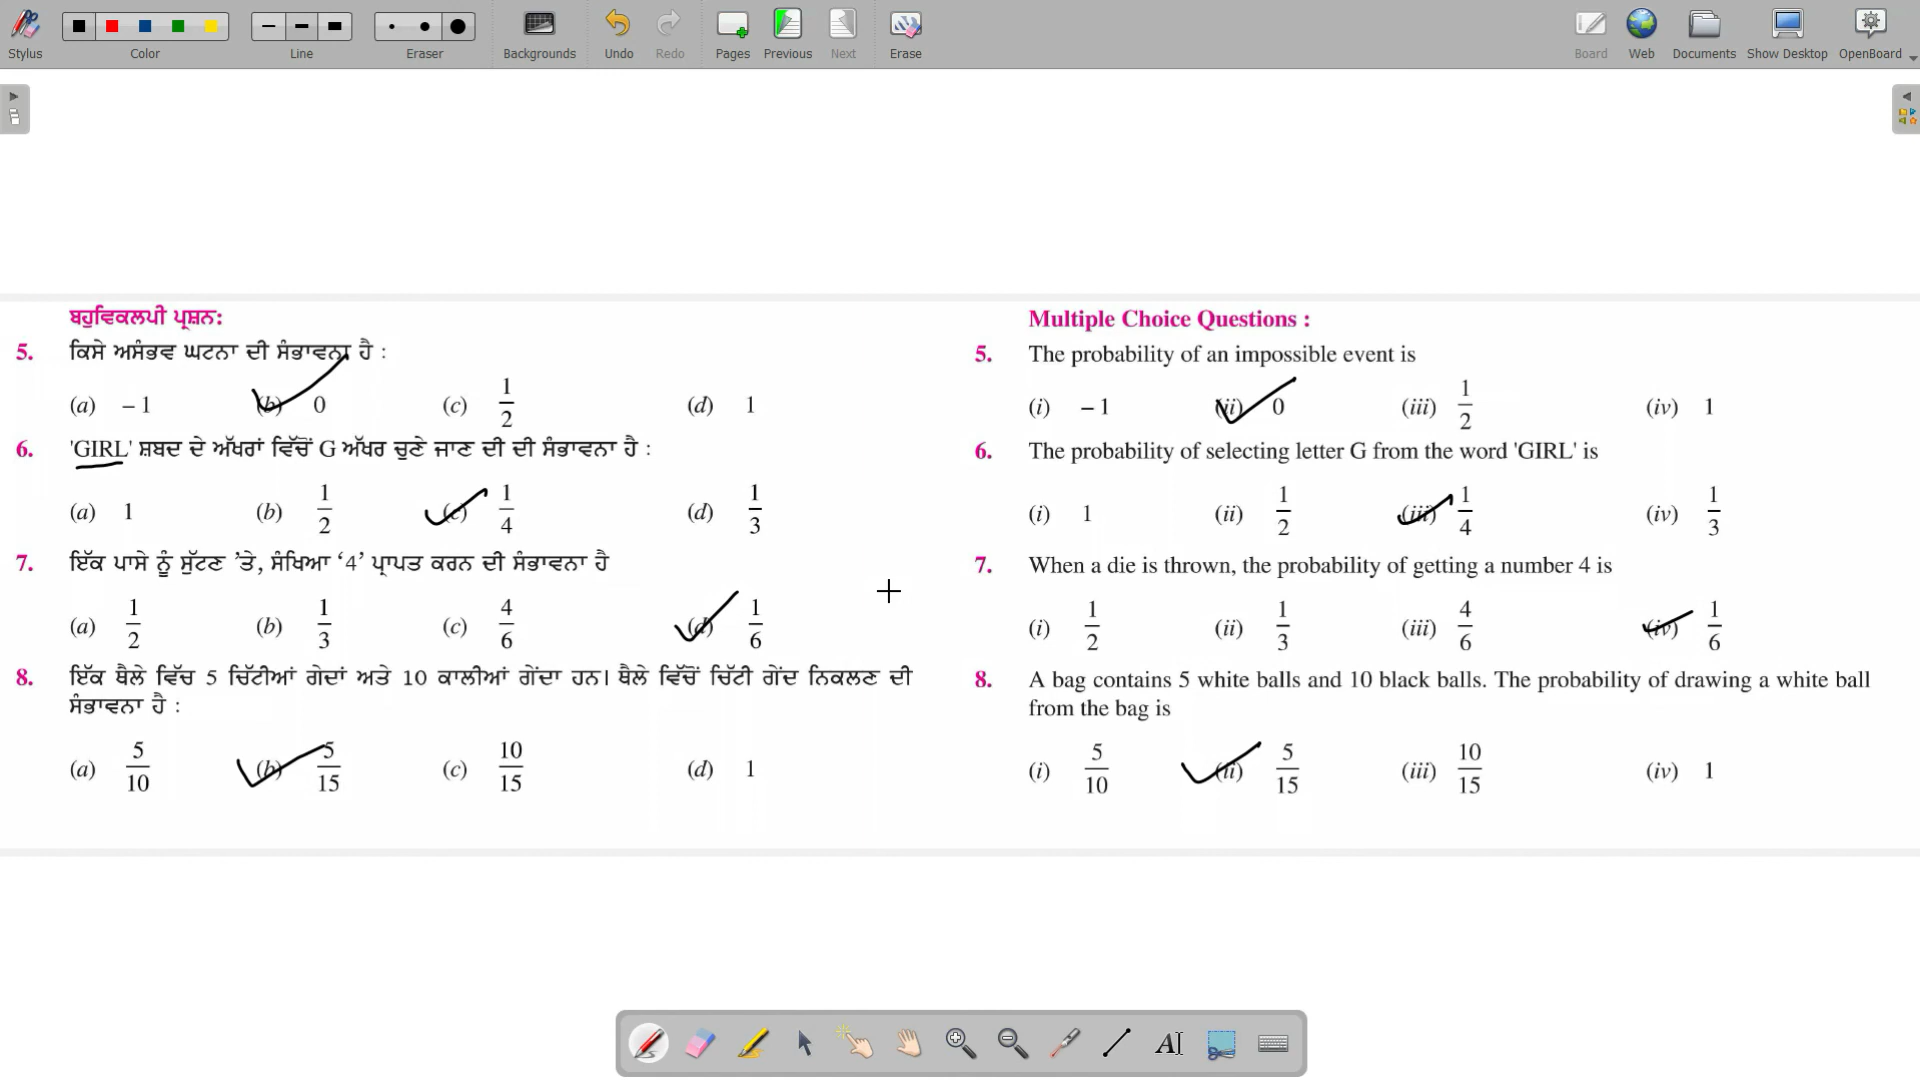 Stylus Color Line Eraser Backgrounds Undo Redo Pages Previous Next Erase Board Web Documents Show Desktop OpenBoard
ਬਹੁਵਿਕਲਪੀ ਪ੍ਰਸ਼ਨ:
5. ਕਿਸੇ ਅਸੰਭਵ ਘਟਨਾ ਦੀ ਸੰਭਾਵਨਾ ਹੈ :
(a) – 1 (b) 0 (c) 1/2 (d) 1
6. 'GIRL' ਸ਼ਬਦ ਦੇ ਅੱਖਰਾਂ ਵਿੱਚੋਂ G ਅੱਖਰ ਚੁਣੇ ਜਾਣ ਦੀ ਦੀ ਸੰਭਾਵਨਾ ਹੈ :
(a) 1 (b) 1/2 (c) 1/4 (d) 1/3
7. ਇੱਕ ਪਾਸੇ ਨੂੰ ਸੁੱਟਣ ’ਤੇ, ਸੰਖਿਆ ‘4’ ਪ੍ਰਾਪਤ ਕਰਨ ਦੀ ਸੰਭਾਵਨਾ ਹੈ
(a) 1/2 (b) 1/3 (c) 4/6 (d) 1/6
8. ਇੱਕ ਥੈਲੇ ਵਿੱਚ 5 ਚਿੱਟੀਆਂ ਗੇਦਾਂ ਅਤੇ 10 ਕਾਲੀਆਂ ਗੇਂਦਾ ਹਨ। ਥੈਲੇ ਵਿੱਚੋਂ ਚਿੱਟੀ ਗੇਂਦ ਨਿਕਲਣ ਦੀ
ਸੰਭਾਵਨਾ ਹੈ :
(a) 5/10 (b) 5/15 (c) 10/15 (d) 1
Multiple Choice Questions :
5. The probability of an impossible event is
(i) – 1 (ii) 0 (iii) 1/2 (iv) 1
6. The probability of selecting letter G from the word 'GIRL' is
(i) 1 (ii) 1/2 (iii) 1/4 (iv) 1/3
7. When a die is thrown, the probability of getting a number 4 is
(i) 1/2 (ii) 1/3 (iii) 4/6 (iv) 1/6
8. A bag contains 5 white balls and 10 black balls. The probability of drawing a white ball
from the bag is
(i) 5/10 (ii) 5/15 (iii) 10/15 (iv) 1